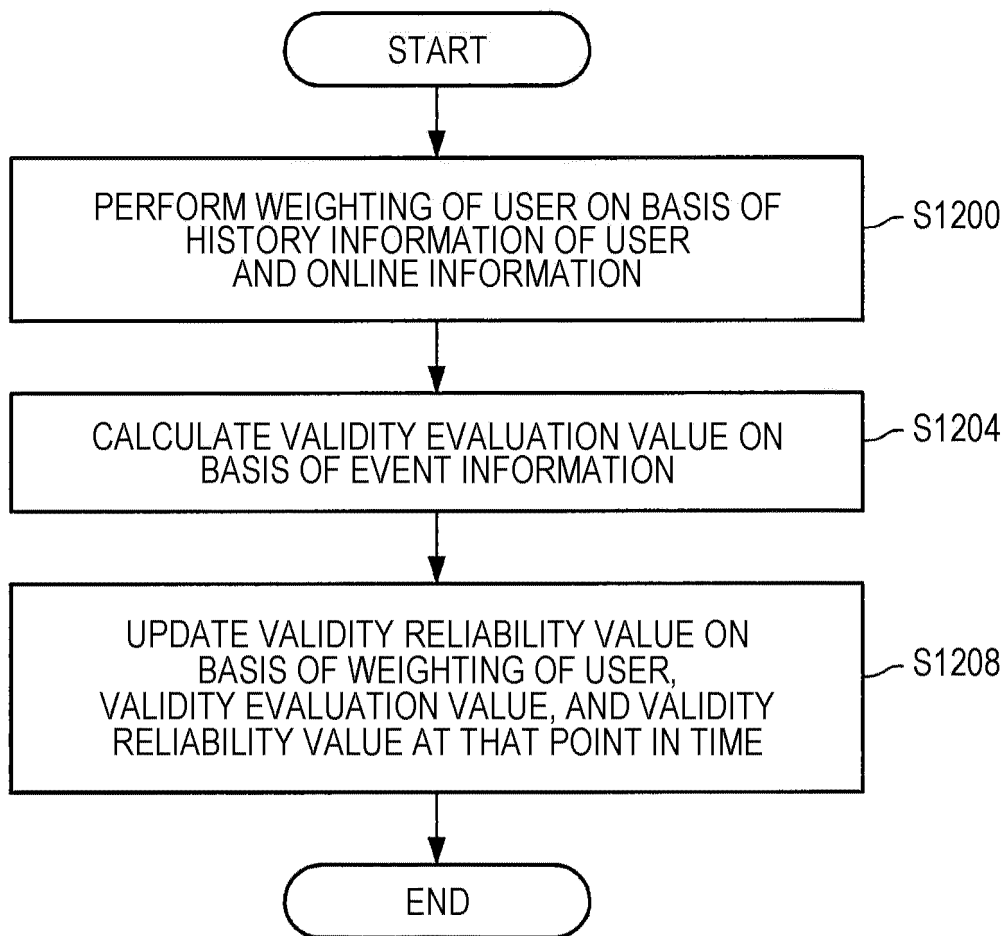 START
PERFORM WEIGHTING OF USER ON BASIS OF
HISTORY INFORMATION OF USER
AND ONLINE INFORMATION
S1200
CALCULATE VALIDITY EVALUATION VALUE ON
BASIS OF EVENT INFORMATION
S1204
UPDATE VALIDITY RELIABILITY VALUE ON
BASIS OF WEIGHTING OF USER,
VALIDITY EVALUATION VALUE, AND VALIDITY
RELIABILITY VALUE AT THAT POINT IN TIME
S1208
END